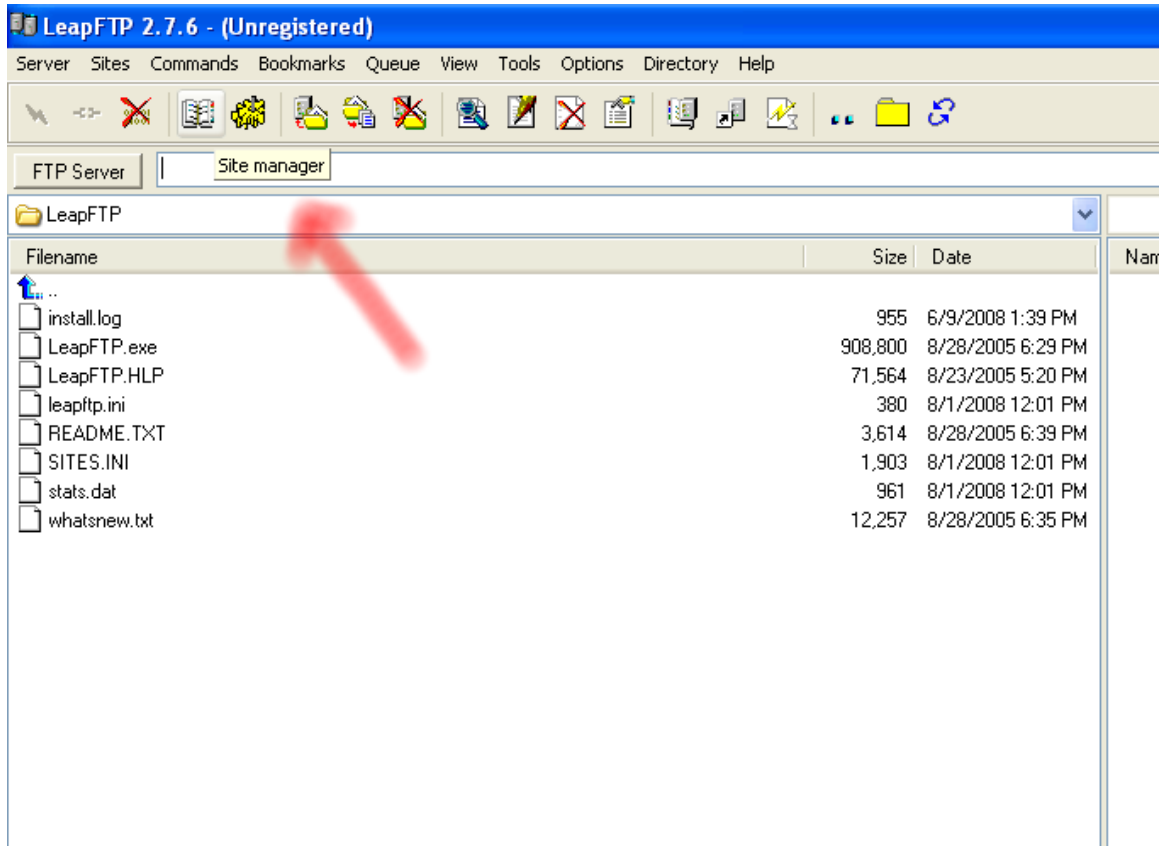 LeapFTP 2.7.6 - (Unregistered)
Server Sites Commands Bookmarks Queue View Tools Options Directory Help
FTP Server Site manager
LeapFTP
Filename Size Date Nam
..
install.log 955 6/9/2008 1:39 PM
LeapFTP.exe 908,800 8/28/2005 6:29 PM
LeapFTP.HLP 71,564 8/23/2005 5:20 PM
leapftp.ini 380 8/1/2008 12:01 PM
README.TXT 3,614 8/28/2005 6:39 PM
SITES.INI 1,903 8/1/2008 12:01 PM
stats.dat 961 8/1/2008 12:01 PM
whatsnew.txt 12,257 8/28/2005 6:35 PM